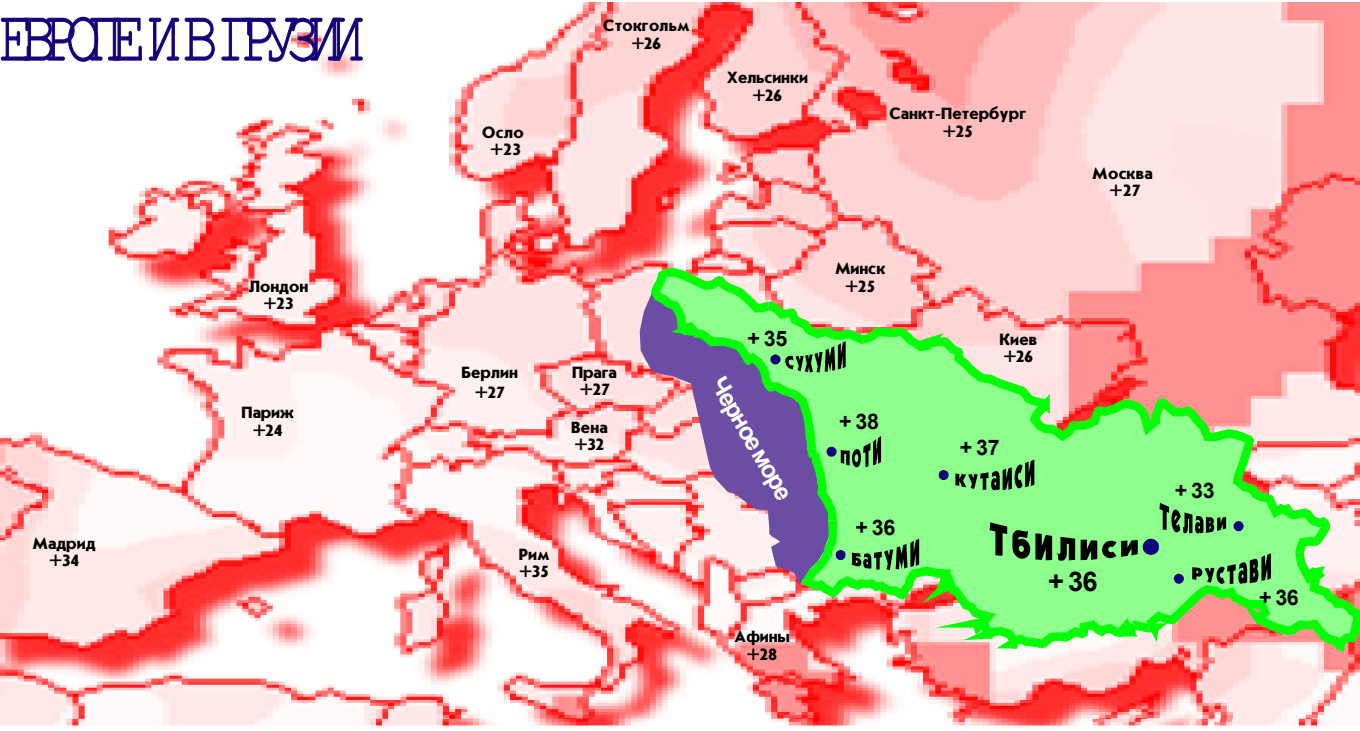 ЕВРОПЕ И В ГРУЗИИ
Стокгольм
+26
Хельсинки
+26
Осло
+23
Санкт-Петербург
+25
Москва
+27
Минск
+25
Лондон
+23
Киев
+26
Берлин
+27
Прага
+27
Париж
+24
Вена
+32
Мадрид
+34
Рим
+35
Афины
+28
Черное море
+ 35
СУХУМИ
+ 38
ПОТИ
+ 37
КУТАИСИ
+ 36
БАТУМИ
+ 33
Телави
Тбилиси
+ 36
РУСТАВИ
+ 36